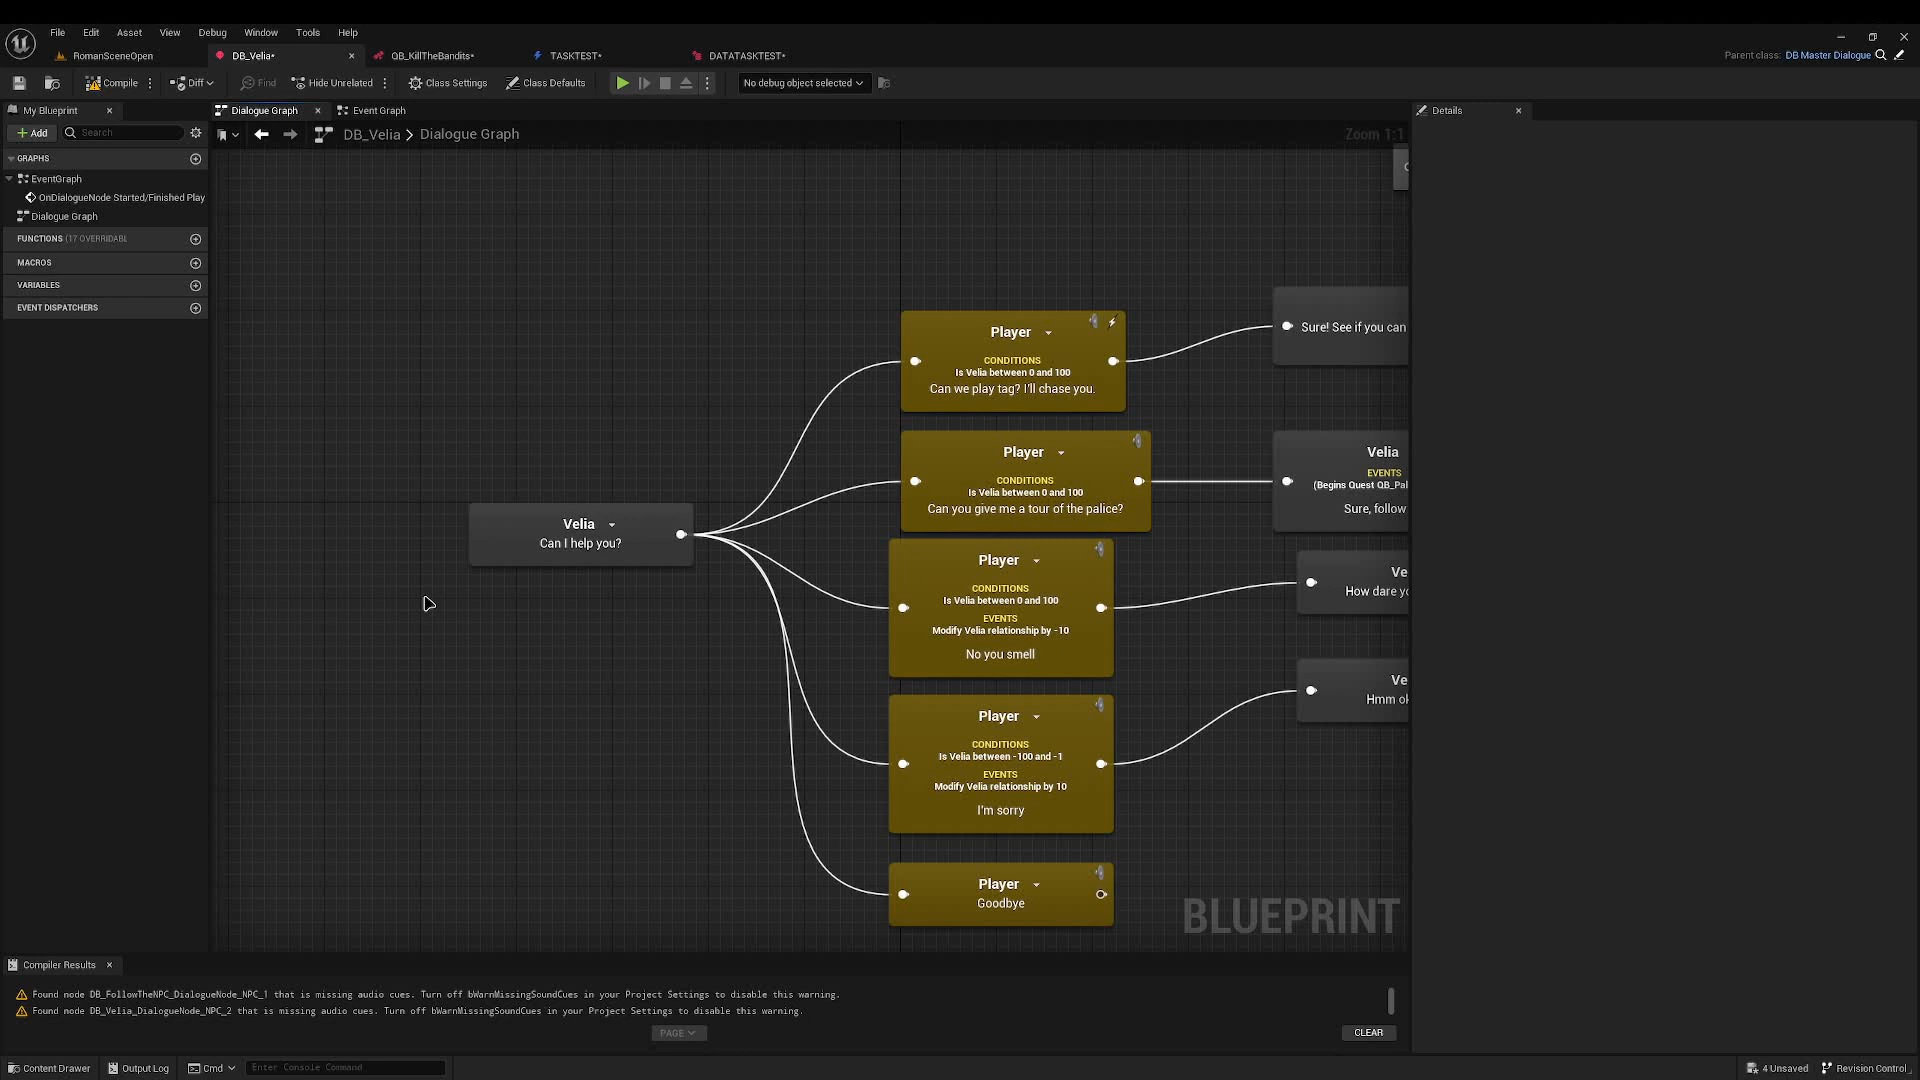 File Edit Asset View Debug Window Tools Help
RomanSceneOpen DB_Velia* QB_KillTheBandits* TASKTEST* DATATASKTEST* Parent class: DB Master Dialogue
Compile Diff Find Hide Unrelated Class Settings Class Defaults No debug object selected
My Blueprint Dialogue Graph Event Graph Details
Add Search DB_Velia Dialogue Graph Zoom 1:1
GRAPHS
EventGraph
OnDialogueNode Started/Finished Play
Dialogue Graph
FUNCTIONS (17 OVERRIDABL
MACROS
VARIABLES
EVENT DISPATCHERS
Velia
Can I help you?
Player
CONDITIONS
Is Velia between 0 and 100
Can we play tag? I'll chase you.
Sure! See if you can
Player
CONDITIONS
Is Velia between 0 and 100
Can you give me a tour of the palice?
Velia
EVENTS
(Begins Quest QB_Pal
Sure, follow
Player
CONDITIONS
Is Velia between 0 and 100
EVENTS
Modify Velia relationship by -10
No you smell
Ve
How dare yo
Player
CONDITIONS
Is Velia between -100 and -1
EVENTS
Modify Velia relationship by 10
I'm sorry
Ve
Hmm ok
Player
Goodbye
BLUEPRINT
Compiler Results
Found node DB_FollowTheNPC_DialogueNode_NPC_1 that is missing audio cues. Turn off bWarnMissingSoundCues in your Project Settings to disable this warning.
Found node DB_Velia_DialogueNode_NPC_2 that is missing audio cues. Turn off bWarnMissingSoundCues in your Project Settings to disable this warning.
PAGE CLEAR
Content Drawer Output Log Cmd Enter Console Command 4 Unsaved Revision Control